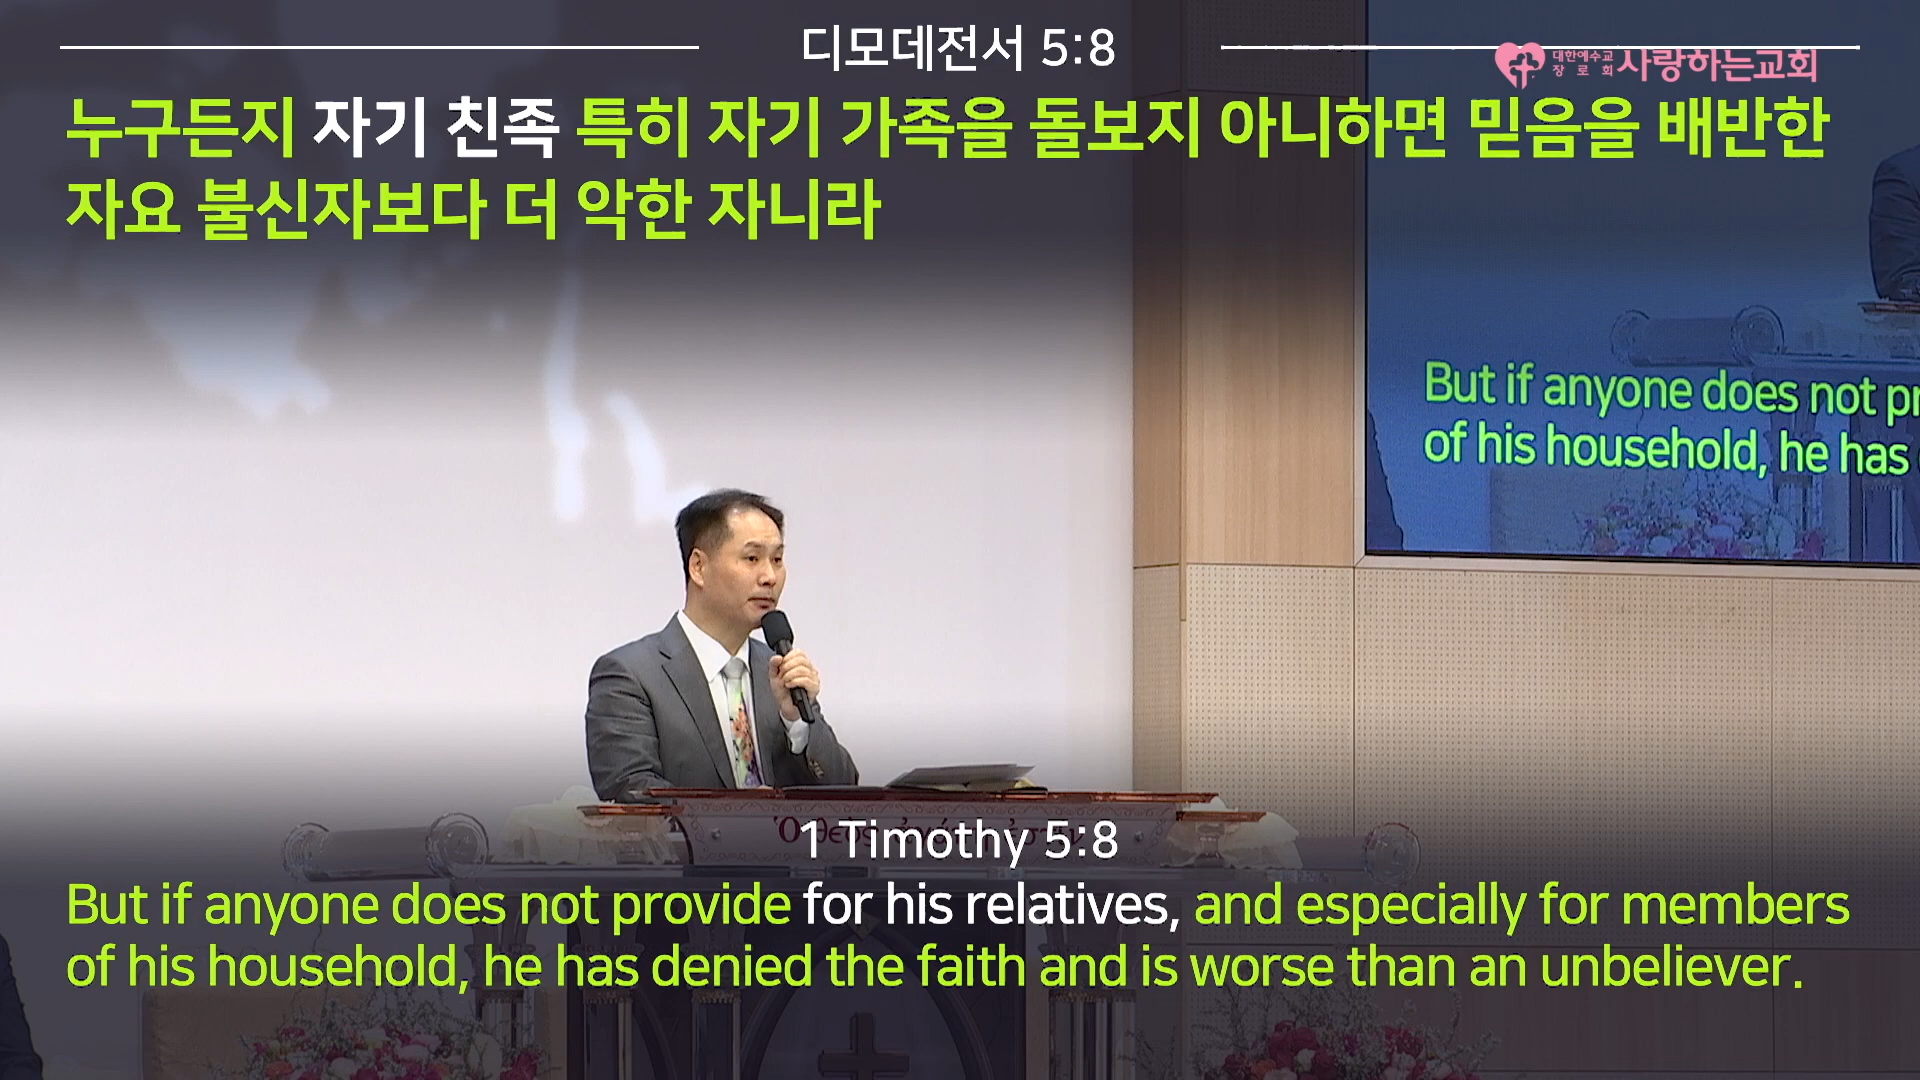 디모데전서 5:8
대한예수교
장로회
사랑하는교회
누구든지 자기 친족 특히 자기 가족을 돌보지 아니하면 믿음을 배반한
자요 불신자보다 더 악한 자니라
But if anyone does not pr
of his household, he has
1 Timothy 5:8
But if anyone does not provide for his relatives, and especially for members
of his household, he has denied the faith and is worse than an unbeliever.